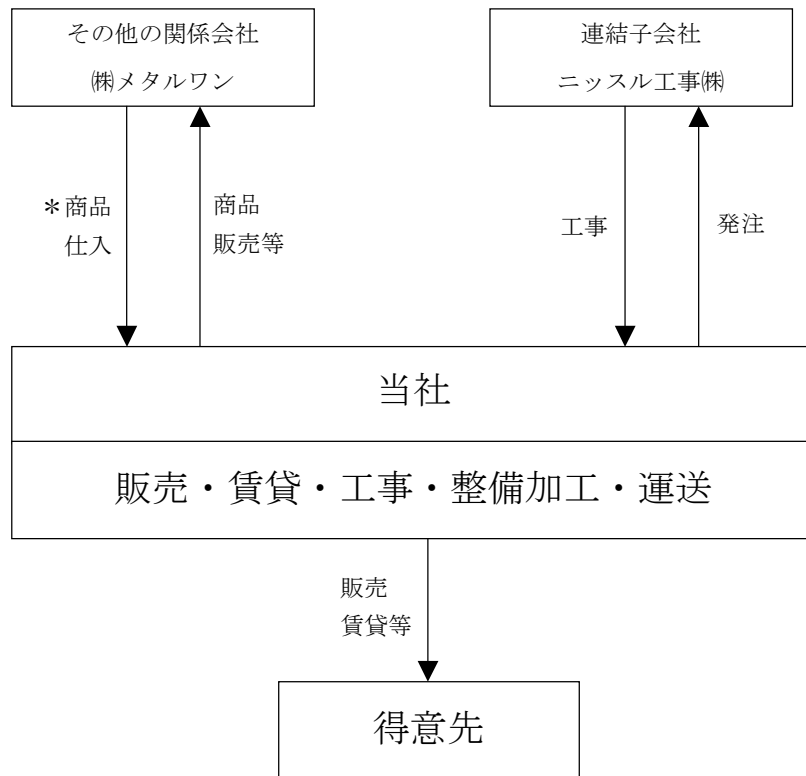 その他の関係会社
㈱メタルワン
連結子会社
ニッスル工事㈱
＊商品
仕入
商品
販売等
工事
発注
当社
販売・賃貸・工事・整備加工・運送
販売
賃貸等
得意先